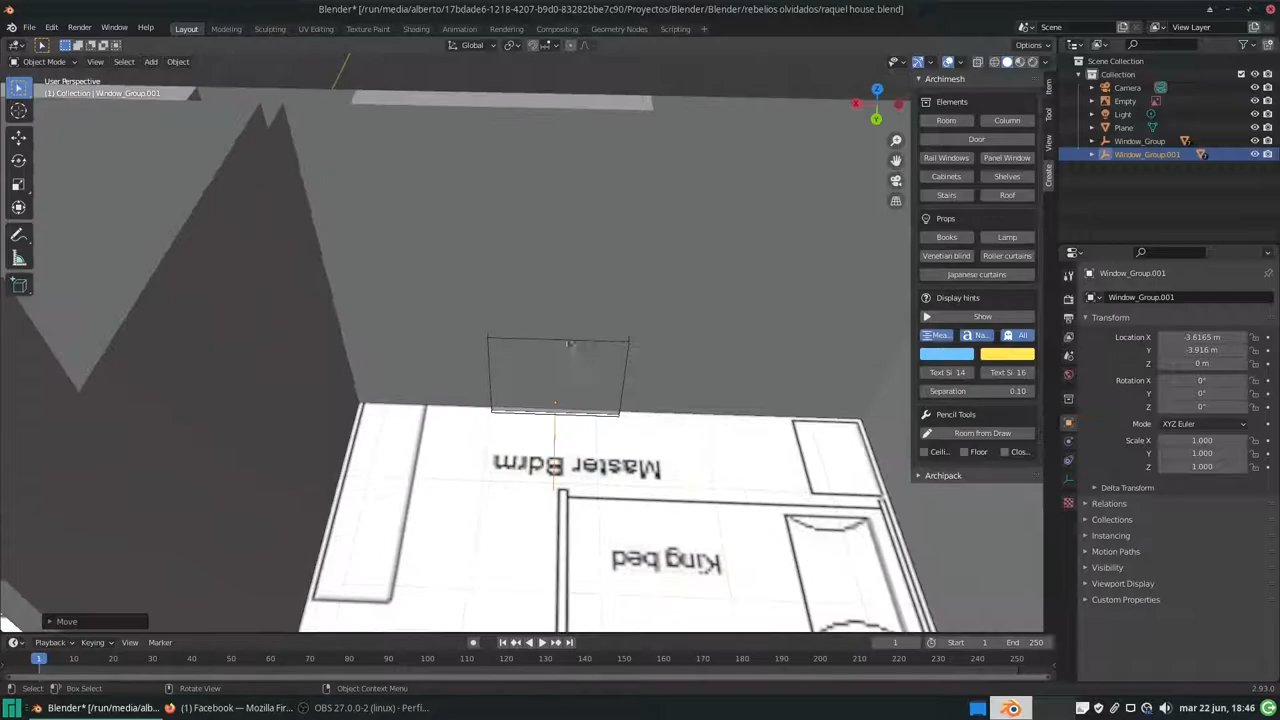 Blender* [/run/media/alberto/17bdade6-1218-4207-b9d0-83282bbe7c90/Proyectos/Blender/Blender/rebelios olvidados/raquel house.blend]
File Edit Render Window Help Layout Modeling Sculpting UV Editing Texture Paint Shading Animation Rendering Compositing Geometry Nodes Scripting Scene View Layer
Global Options
Object Mode View Select Add Object
User Perspective
(1) Collection | Window_Group.001
Archimesh
Elements
Room Column
Door
Rail Windows Panel Window
Cabinets Shelves
Stairs Roof
Props
Books Lamp
Venetian blind Roller curtains
Japanese curtains
Display hints
Show
Mea... Na... All
Text Si 14 Text Si 16
Separation 0.10
Pencil Tools
Room from Draw
Ceili... Floor Clos...
Archipack
Item
Tool
View
Create
Master Bdrm
King bed
Move
Scene Collection
Collection
Camera
Empty
Light
Plane
Window_Group
Window_Group.001
Window_Group.001
Window_Group.001
Transform
Location X -3.6165 m
Y -3.916 m
Z 0 m
Rotation X 0°
Y 0°
Z 0°
Mode XYZ Euler
Scale X 1.000
Y 1.000
Z 1.000
Delta Transform
Relations
Collections
Instancing
Motion Paths
Visibility
Viewport Display
Custom Properties
Playback Keying View Marker 1 Start 1 End 250
1 10 20 30 40 50 60 70 80 90 100 110 120 130 140 150 160 170 180 190 200 210 220 230 240 250
Select Box Select Rotate View Object Context Menu 2.93.0
Blender* [/run/media/alb... (1) Facebook — Mozilla Fir... OBS 27.0.0-2 (linux) - Perfi... mar 22 jun, 18:46